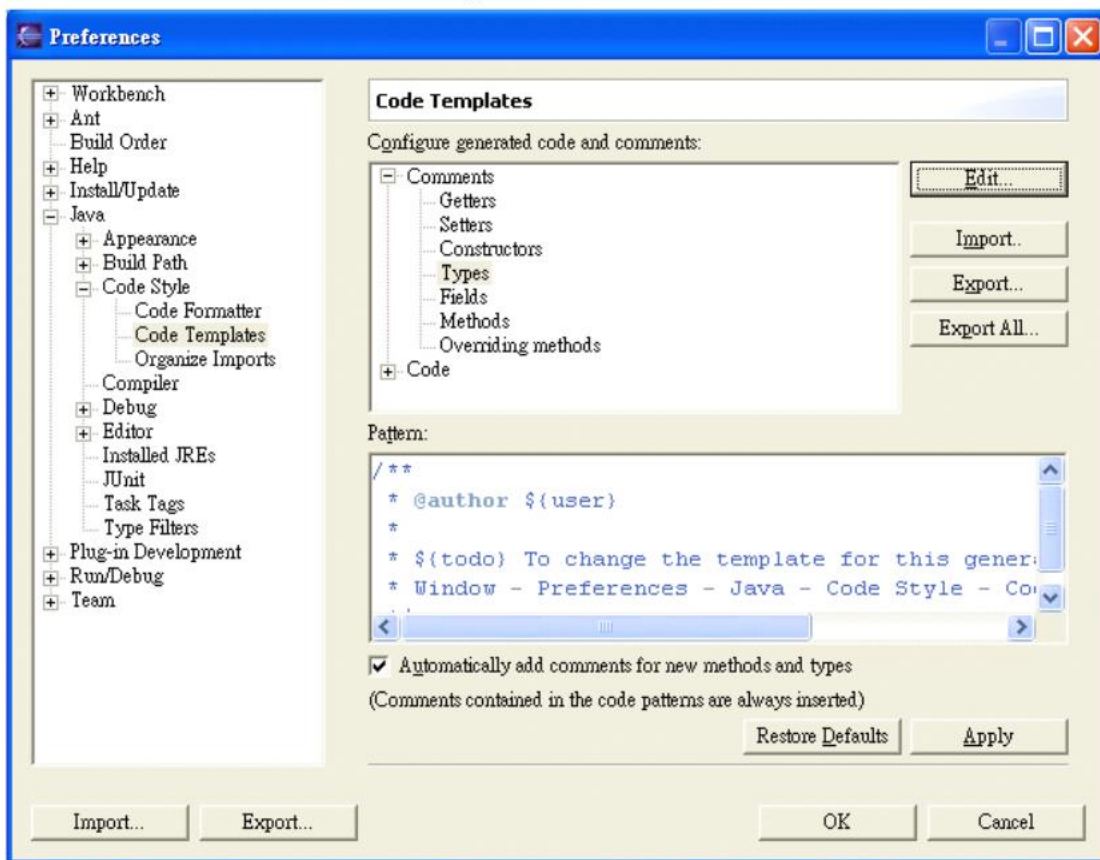 Preferences
Workbench
Ant
Build Order
Help
Install/Update
Java
Appearance
Build Path
Code Style
Code Formatter
Code Templates
Organize Imports
Compiler
Debug
Editor
Installed JREs
JUnit
Task Tags
Type Filters
Plug-in Development
Run/Debug
Team
Code Templates
Configure generated code and comments:
Comments
Getters
Setters
Constructors
Types
Fields
Methods
Overriding methods
Code
Edit...
Import..
Export...
Export All...
Pattern:
/**
* @author ${user}
*
* ${todo} To change the template for this gener
* Window - Preferences - Java - Code Style - Co
Automatically add comments for new methods and types
(Comments contained in the code patterns are always inserted)
Restore Defaults
Apply
Import...
Export...
OK
Cancel